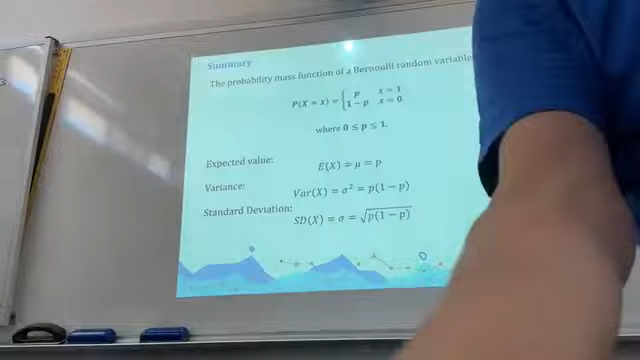 Summary
The probability mass function of a Bernoulli random variable
P(X = x) = { p x = 1
1 − p x = 0
where 0 ≤ p ≤ 1.
Expected value: E(X) = μ = p
Variance: Var(X) = σ² = p(1 − p)
Standard Deviation: SD(X) = σ = √p(1 − p)